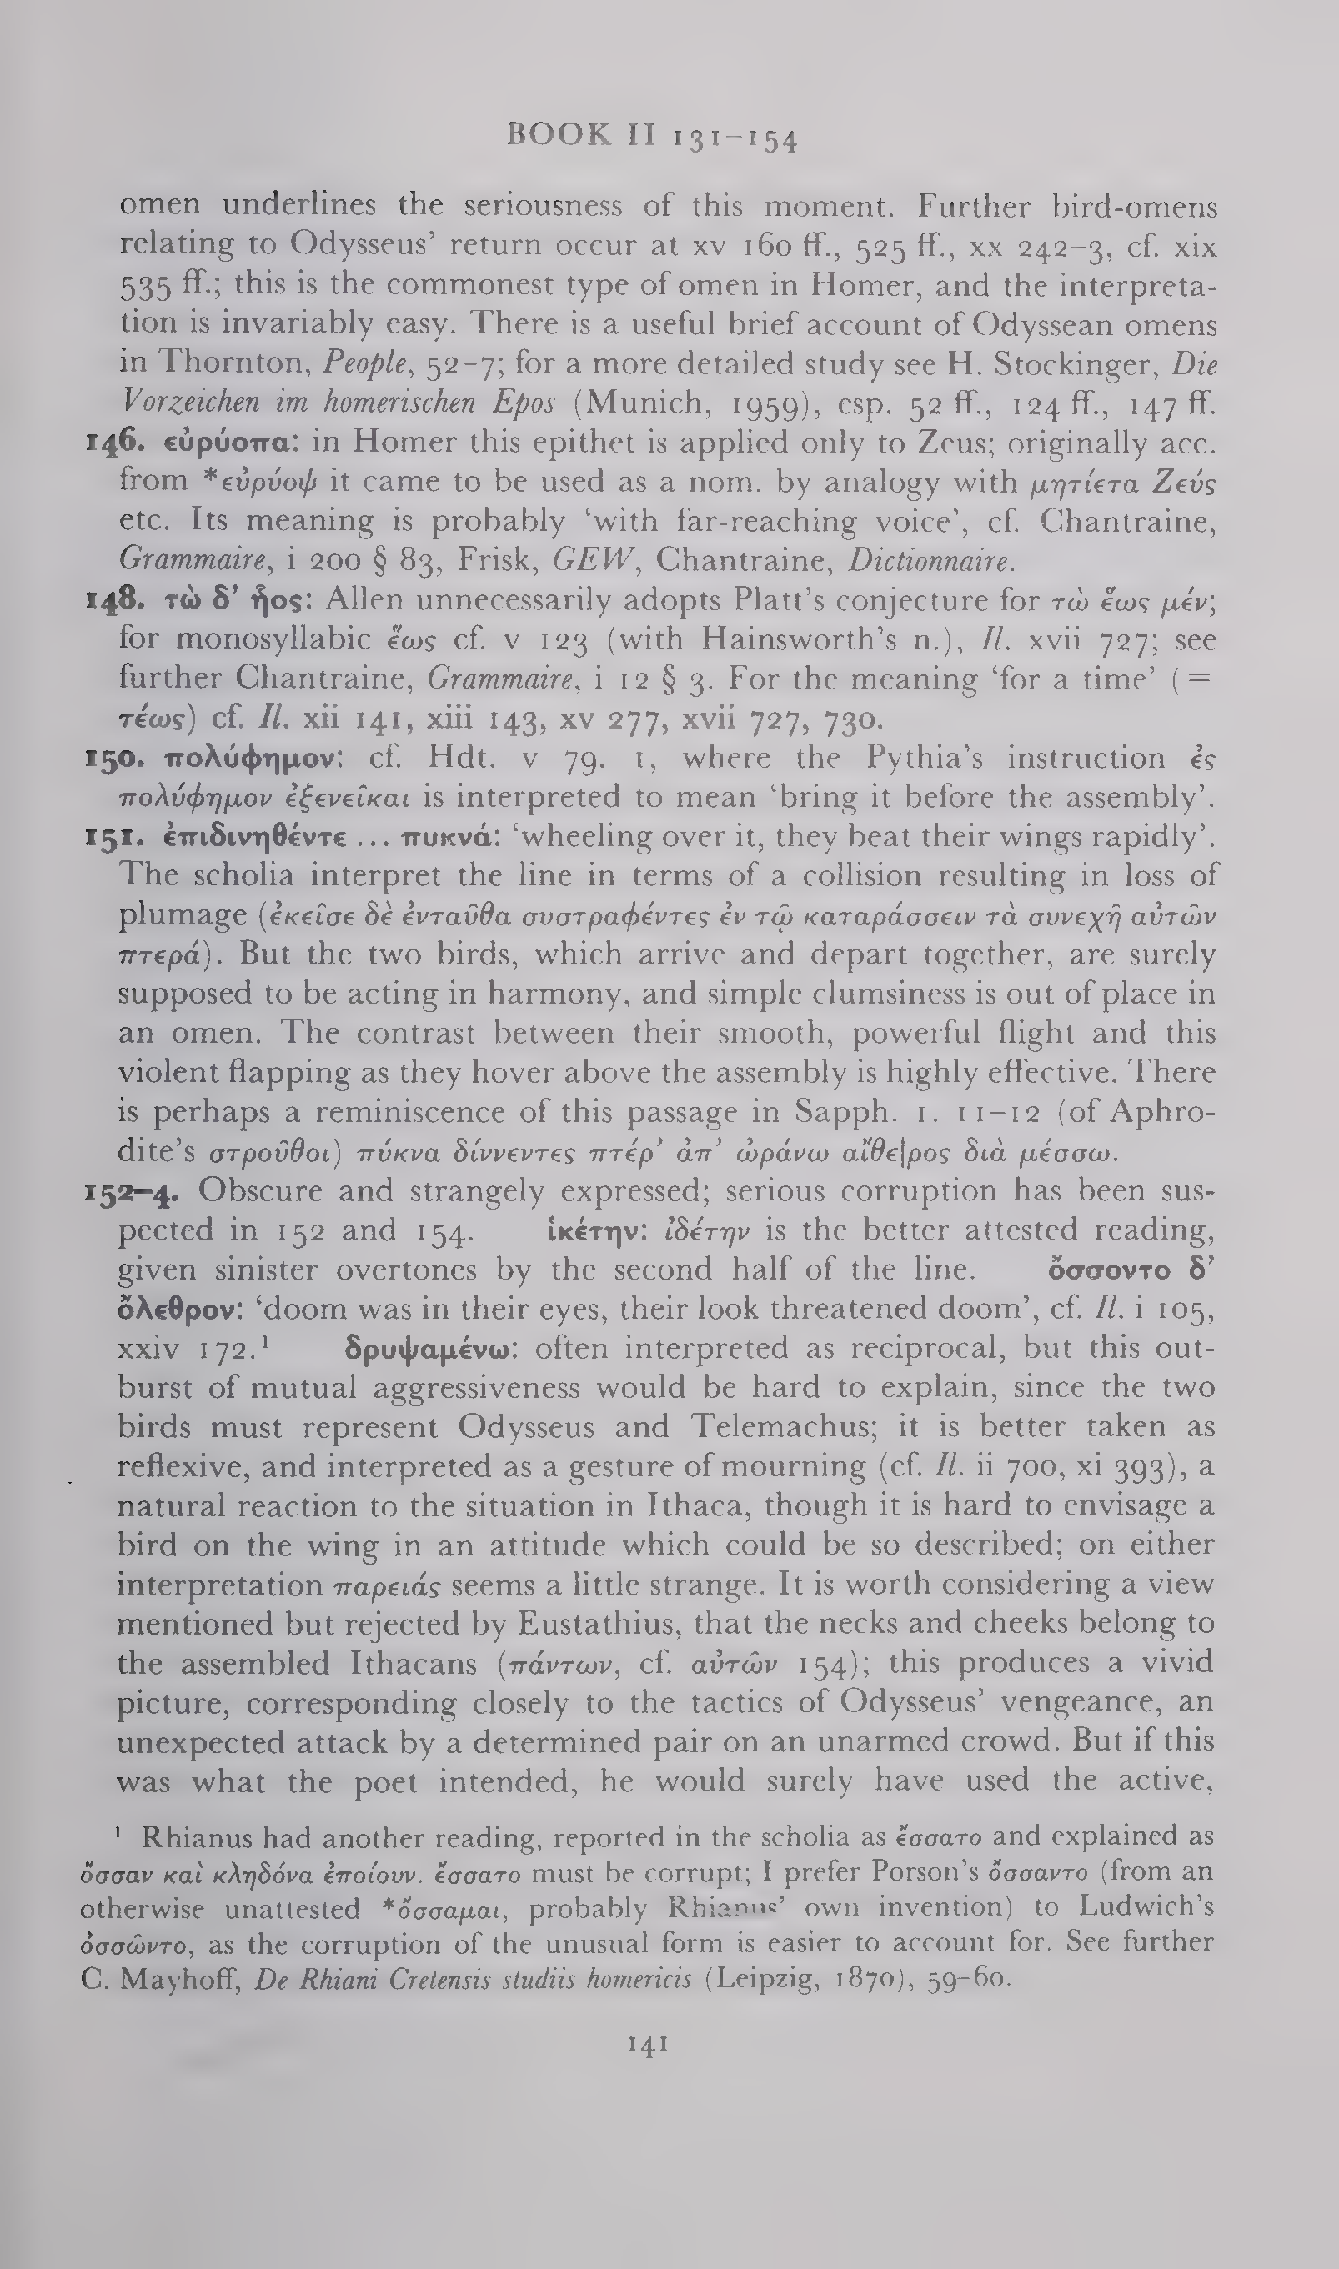 BOOK II 131–154
omen underlines the seriousness of this moment. Further bird-omens
relating to Odysseus’ return occur at xv 160 ff., 525 ff., xx 242–3, cf. xix
535 ff.; this is the commonest type of omen in Homer, and the interpreta-
tion is invariably easy. There is a useful brief account of Odyssean omens
in Thornton, People, 52–7; for a more detailed study see H. Stockinger, Die
Vorzeichen im homerischen Epos (Munich, 1959), esp. 52 ff., 124 ff., 147 ff.
146. εὐρύοπα: in Homer this epithet is applied only to Zeus; originally acc.
from *εὐρύοψ it came to be used as a nom. by analogy with μητίετα Ζεύς
etc. Its meaning is probably ‘with far-reaching voice’, cf. Chantraine,
Grammaire, i 200 § 83, Frisk, GEW, Chantraine, Dictionnaire.
148. τὼ δ’ ἧος: Allen unnecessarily adopts Platt’s conjecture for τὼ ἕως μέν;
for monosyllabic ἕως cf. v 123 (with Hainsworth’s n.), Il. xvii 727; see
further Chantraine, Grammaire, i 12 § 3. For the meaning ‘for a time’ (=
τέως) cf. Il. xii 141, xiii 143, xv 277, xvii 727, 730.
150. πολύφημον: cf. Hdt. v 79. 1, where the Pythia’s instruction ἐς
πολύφημον ἐξενεῖκαι is interpreted to mean ‘bring it before the assembly’.
151. ἐπιδινηθέντε ... πυκνά: ‘wheeling over it, they beat their wings rapidly’.
The scholia interpret the line in terms of a collision resulting in loss of
plumage (ἐκεῖσε δὲ ἐνταῦθα συστραφέντες ἐν τῷ καταράσσειν τὰ συνεχῆ αὐτῶν
πτερά). But the two birds, which arrive and depart together, are surely
supposed to be acting in harmony, and simple clumsiness is out of place in
an omen. The contrast between their smooth, powerful flight and this
violent flapping as they hover above the assembly is highly effective. There
is perhaps a reminiscence of this passage in Sapph. 1. 11–12 (of Aphro-
dite’s στροῦθοι) πύκνα δίννεντες πτέρ’ ἀπ’ ὠράνω αἴθε|ρος διὰ μέσσω.
152–4. Obscure and strangely expressed; serious corruption has been sus-
pected in 152 and 154. ἱκέτην: ἰδέτην is the better attested reading,
given sinister overtones by the second half of the line. ὄσσοντο δ’
ὄλεθρον: ‘doom was in their eyes, their look threatened doom’, cf. Il. i 105,
xxiv 172.¹ δρυψαμένω: often interpreted as reciprocal, but this out-
burst of mutual aggressiveness would be hard to explain, since the two
birds must represent Odysseus and Telemachus; it is better taken as
reflexive, and interpreted as a gesture of mourning (cf. Il. ii 700, xi 393), a
natural reaction to the situation in Ithaca, though it is hard to envisage a
bird on the wing in an attitude which could be so described; on either
interpretation παρειάς seems a little strange. It is worth considering a view
mentioned but rejected by Eustathius, that the necks and cheeks belong to
the assembled Ithacans (πάντων, cf. αὐτῶν 154); this produces a vivid
picture, corresponding closely to the tactics of Odysseus’ vengeance, an
unexpected attack by a determined pair on an unarmed crowd. But if this
was what the poet intended, he would surely have used the active,
¹ Rhianus had another reading, reported in the scholia as ἔσσατο and explained as
ὄσσαν καὶ κληδόνα ἐποίουν. ἔσσατο must be corrupt; I prefer Porson’s ὄσσαντο (from an
otherwise unattested *ὄσσαμαι, probably Rhianus’ own invention) to Ludwich’s
ὀσσῶντο, as the corruption of the unusual form is easier to account for. See further
C. Mayhoff, De Rhiani Cretensis studiis homericis (Leipzig, 1870), 59–60.
141